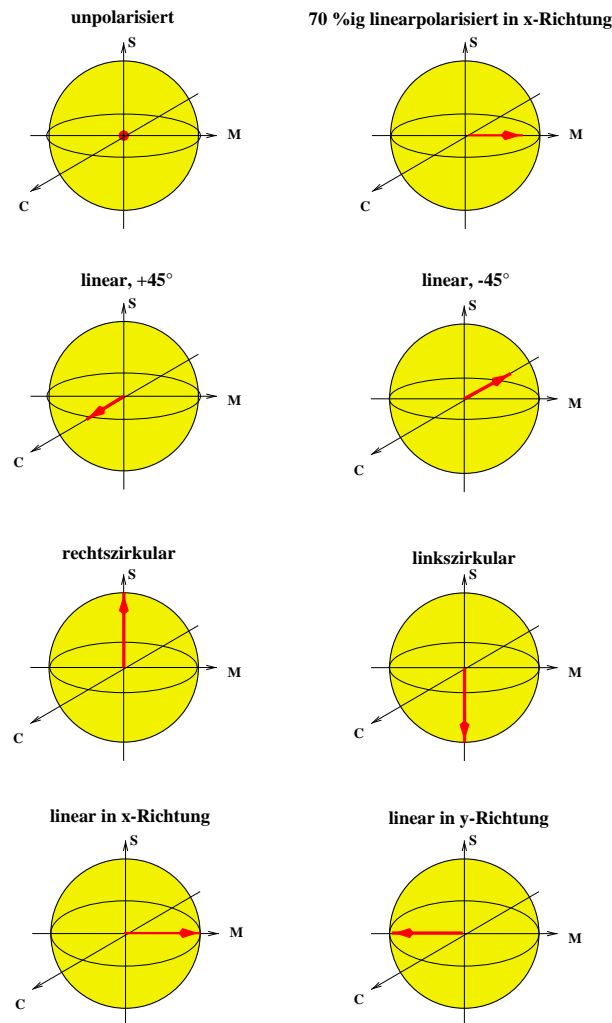 unpolarisiert
S
M
C
70 %ig linearpolarisiert in x-Richtung
S
M
C
linear, +45°
S
M
C
linear, -45°
S
M
C
rechtszirkular
S
M
C
linkszirkular
S
M
C
linear in x-Richtung
S
M
C
linear in y-Richtung
S
M
C